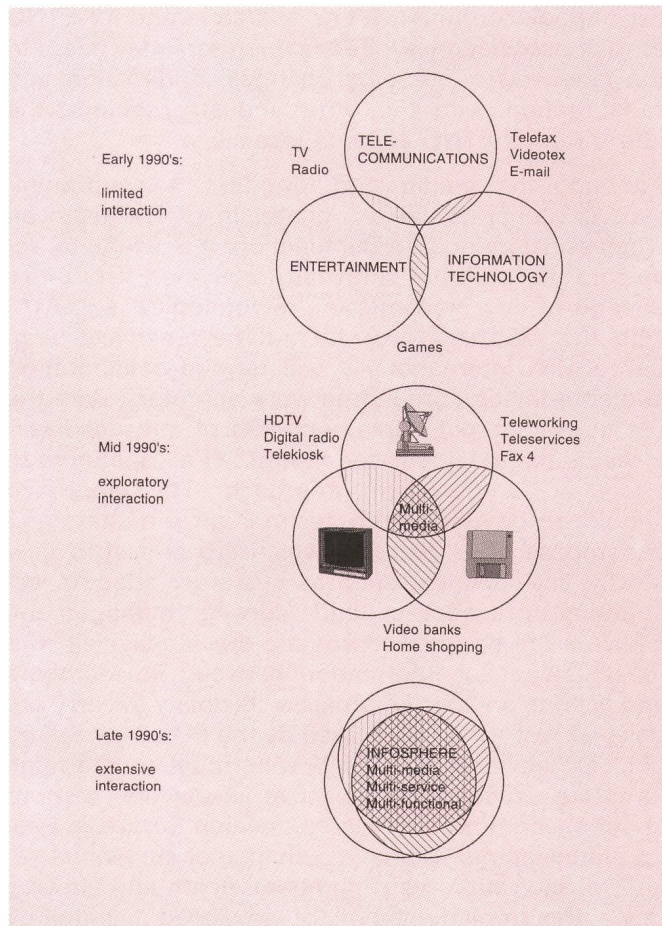 Early 1990's:
limited
interaction
TV
Radio
TELE-
COMMUNICATIONS
Telefax
Videotex
E-mail
ENTERTAINMENT
INFORMATION
TECHNOLOGY
Games
Mid 1990's:
exploratory
interaction
HDTV
Digital radio
Telekiosk
Teleworking
Teleservices
Fax 4
Multi-
media
Video banks
Home shopping
Late 1990's:
extensive
interaction
INFOSPHERE
Multi-media
Multi-service
Multi-functional